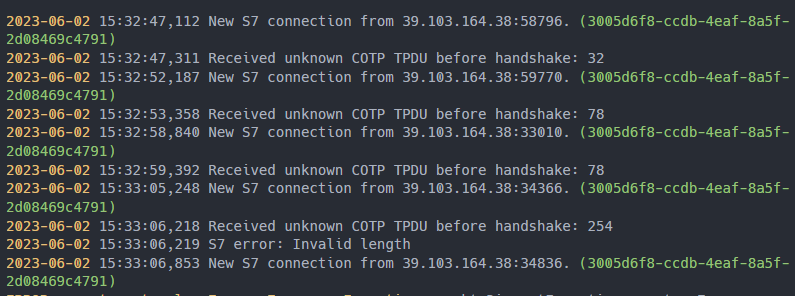 2023-06-02 15:32:47,112 New S7 connection from 39.103.164.38:58796. (3005d6f8-ccdb-4eaf-8a5f-
2d08469c4791)
2023-06-02 15:32:47,311 Received unknown COTP TPDU before handshake: 32
2023-06-02 15:32:52,187 New S7 connection from 39.103.164.38:59770. (3005d6f8-ccdb-4eaf-8a5f-
2d08469c4791)
2023-06-02 15:32:53,358 Received unknown COTP TPDU before handshake: 78
2023-06-02 15:32:58,840 New S7 connection from 39.103.164.38:33010. (3005d6f8-ccdb-4eaf-8a5f-
2d08469c4791)
2023-06-02 15:32:59,392 Received unknown COTP TPDU before handshake: 78
2023-06-02 15:33:05,248 New S7 connection from 39.103.164.38:34366. (3005d6f8-ccdb-4eaf-8a5f-
2d08469c4791)
2023-06-02 15:33:06,218 Received unknown COTP TPDU before handshake: 254
2023-06-02 15:33:06,219 S7 error: Invalid length
2023-06-02 15:33:06,853 New S7 connection from 39.103.164.38:34836. (3005d6f8-ccdb-4eaf-8a5f-
2d08469c4791)